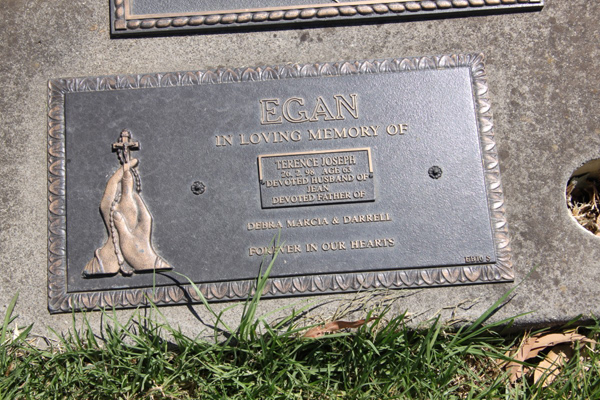 EGAN
IN LOVING MEMORY OF
TERENCE JOSEPH
26. 2. 98. AGE 63
DEVOTED HUSBAND OF
JEAN
DEVOTED FATHER OF
DEBRA MARCIA & DARRELL
FOREVER IN OUR HEARTS